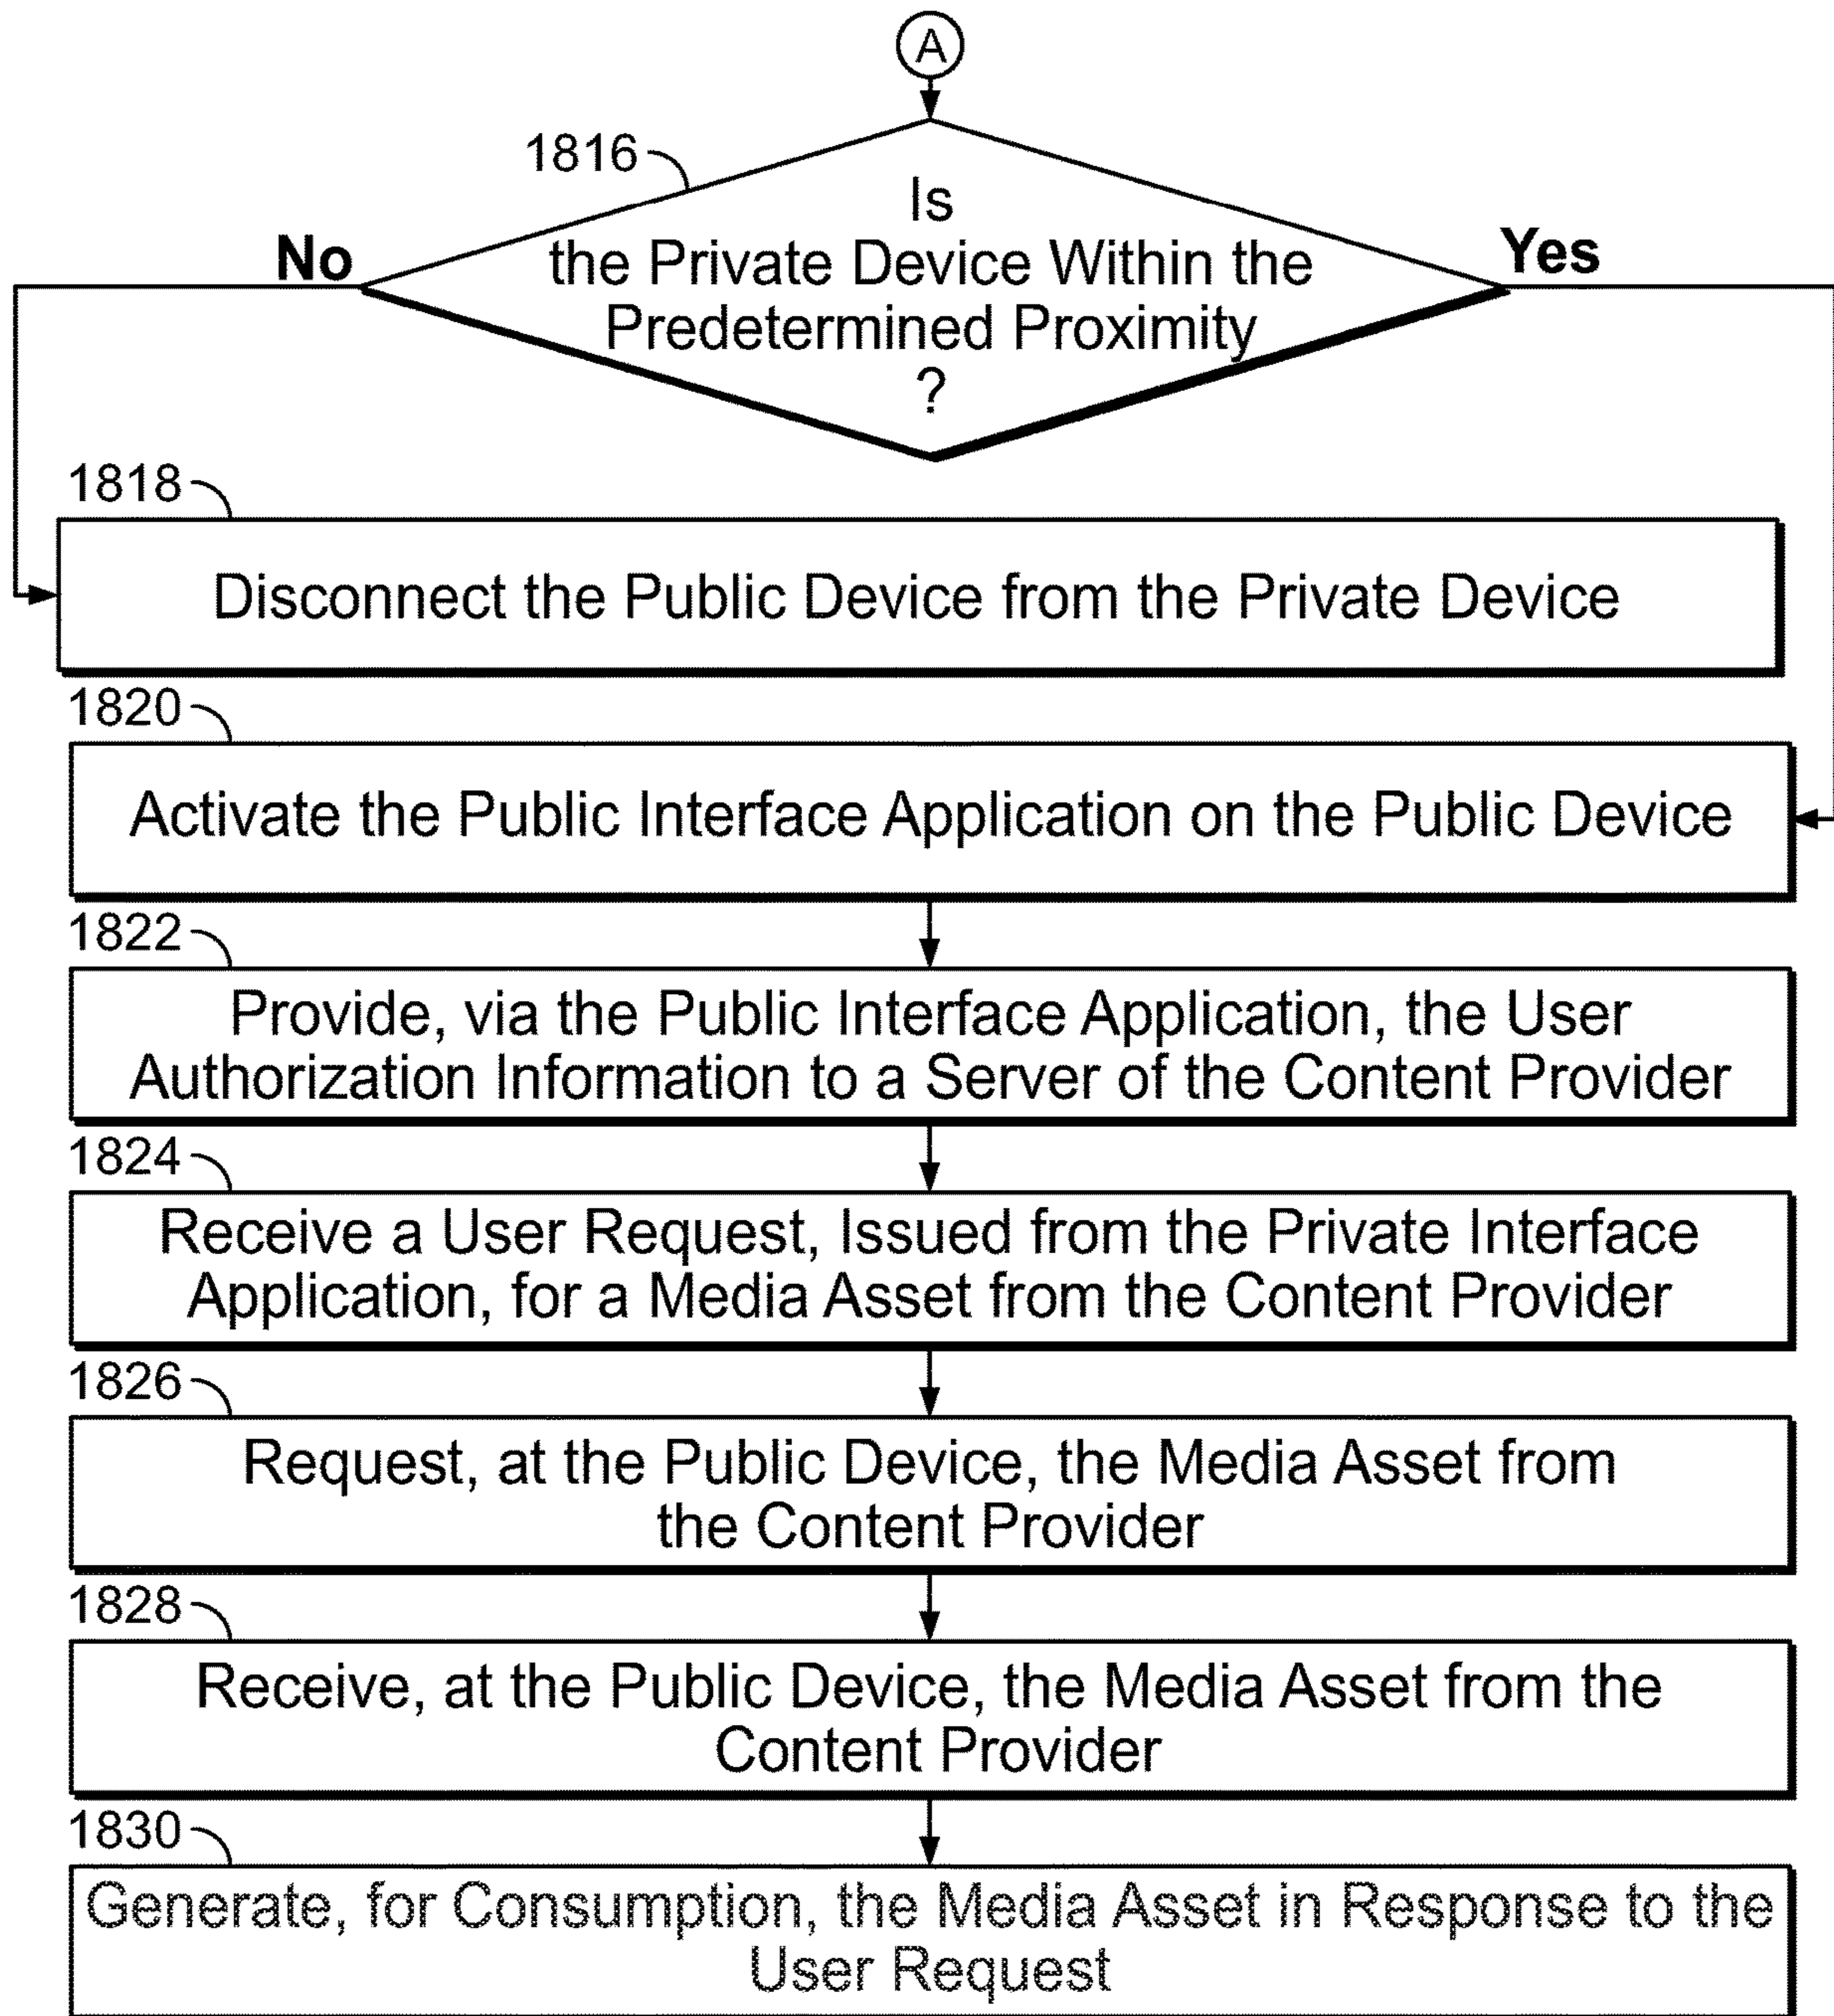 A
1816
Is
No
the Private Device Within the
Yes
Predetermined Proximity
?
1818
Disconnect the Public Device from the Private Device
1820
Activate the Public Interface Application on the Public Device
1822
Provide, via the Public Interface Application, the User
Authorization Information to a Server of the Content Provider
1824
Receive a User Request, Issued from the Private Interface
Application, for a Media Asset from the Content Provider
1826
Request, at the Public Device, the Media Asset from
the Content Provider
1828
Receive, at the Public Device, the Media Asset from the
Content Provider
1830
Generate, for Consumption, the Media Asset in Response to the
User Request